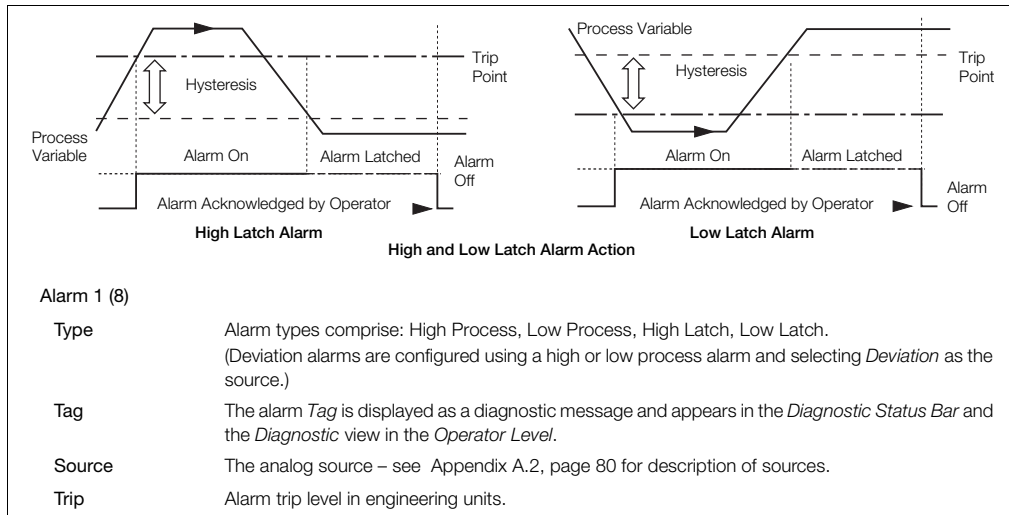 Trip
Point
Hysteresis
Process
Variable
Alarm On
Alarm Latched
Alarm
Off
Alarm Acknowledged by Operator
High Latch Alarm
Process Variable
Trip
Point
Hysteresis
Alarm On
Alarm Latched
Alarm
Off
Alarm Acknowledged by Operator
Low Latch Alarm
High and Low Latch Alarm Action
Alarm 1 (8)
Type Alarm types comprise: High Process, Low Process, High Latch, Low Latch.
(Deviation alarms are configured using a high or low process alarm and selecting Deviation as the
source.)
Tag The alarm Tag is displayed as a diagnostic message and appears in the Diagnostic Status Bar and
the Diagnostic view in the Operator Level.
Source The analog source – see Appendix A.2, page 80 for description of sources.
Trip Alarm trip level in engineering units.